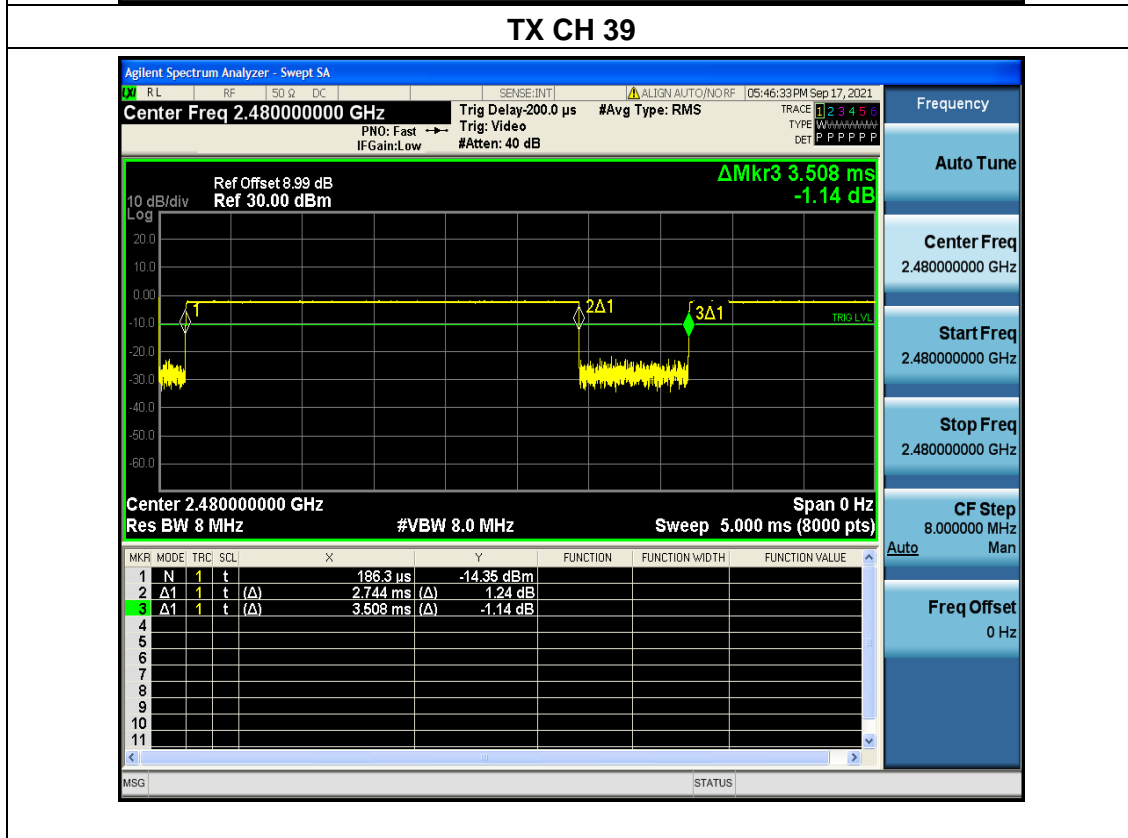 TX CH 39
Agilent Spectrum Analyzer - Swept SA
LXI RL RF 50 Ω DC SENSE:INT ALIGN AUTO/NO RF 05:46:33 PM Sep 17, 2021
Center Freq 2.480000000 GHz
PNO: Fast
IFGain:Low
Trig Delay-200.0 µs
Trig: Video
#Atten: 40 dB
#Avg Type: RMS
TRACE 1 2 3 4 5 6
TYPE WWWWWW
DET P P P P P P
Frequency
ΔMkr3 3.508 ms
-1.14 dB
Ref Offset 8.99 dB
10 dB/div Ref 30.00 dBm
Log
20.0
10.0
0.00
-10.0
-20.0
-30.0
-40.0
-50.0
-60.0
1
2Δ1
3Δ1
TRIG LVL
Center 2.480000000 GHz Span 0 Hz
Res BW 8 MHz #VBW 8.0 MHz Sweep 5.000 ms (8000 pts)
MKR MODE TRC SCL X Y FUNCTION FUNCTION WIDTH FUNCTION VALUE
1 N 1 t 186.3 µs -14.35 dBm
2 Δ1 1 t (Δ) 2.744 ms (Δ) 1.24 dB
3 Δ1 1 t (Δ) 3.508 ms (Δ) -1.14 dB
4
5
6
7
8
9
10
11
MSG STATUS
Auto Tune
Center Freq
2.480000000 GHz
Start Freq
2.480000000 GHz
Stop Freq
2.480000000 GHz
CF Step
8.000000 MHz
Auto Man
Freq Offset
0 Hz